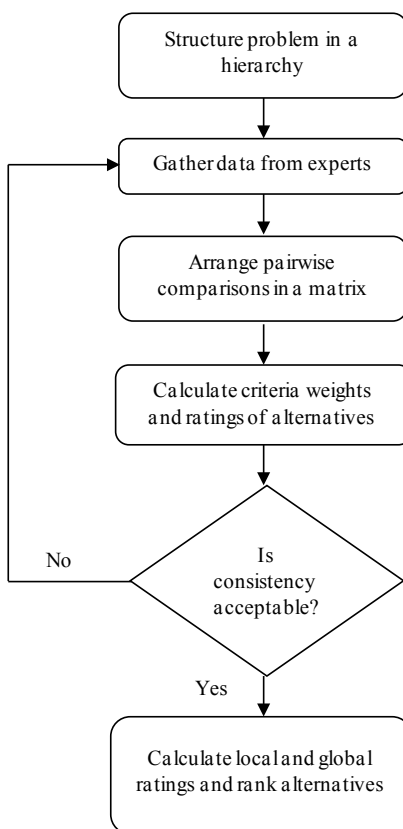 Structure problem in a
hierarchy
Gather data from experts
Arrange pairwise
comparisons in a matrix
Calculate criteria weights
and ratings of alternatives
Is
consistency
acceptable?
No
Yes
Calculate local and global
ratings and rank alternatives